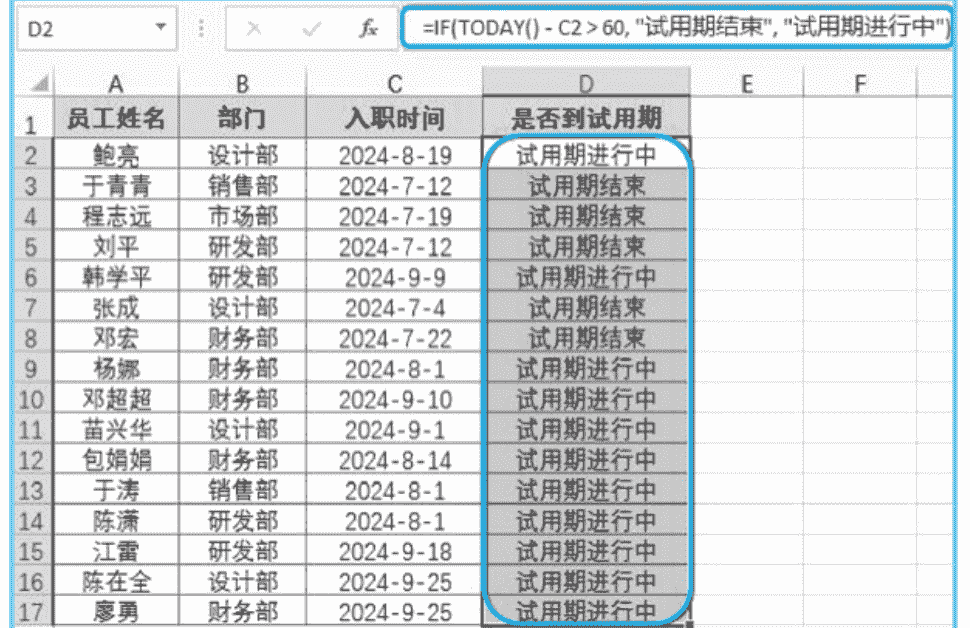 D2 fx =IF(TODAY() - C2 > 60, "试用期结束", "试用期进行中")
A B C D E F
1 员工姓名 部门 入职时间 是否到试用期
2 鲍亮 设计部 2024-8-19 试用期进行中
3 于青青 销售部 2024-7-12 试用期结束
4 程志远 市场部 2024-7-19 试用期结束
5 刘平 研发部 2024-7-12 试用期结束
6 韩学平 研发部 2024-9-9 试用期进行中
7 张成 设计部 2024-7-4 试用期结束
8 邓宏 财务部 2024-7-22 试用期结束
9 杨娜 财务部 2024-8-1 试用期进行中
10 邓超超 财务部 2024-9-10 试用期进行中
11 苗兴华 设计部 2024-9-1 试用期进行中
12 包娟娟 财务部 2024-8-14 试用期进行中
13 于涛 销售部 2024-8-1 试用期进行中
14 陈潇 研发部 2024-8-1 试用期进行中
15 江雷 研发部 2024-9-18 试用期进行中
16 陈在全 设计部 2024-9-25 试用期进行中
17 廖勇 财务部 2024-9-25 试用期进行中